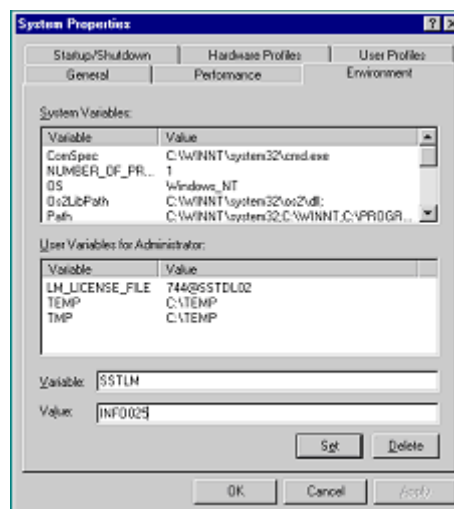 System Properties
Startup/Shutdown Hardware Profiles User Profiles
General Performance Environment
System Variables:
Variable Value
ComSpec C:\WINNT\system32\cmd.exe
NUMBER_OF_PR... 1
OS Windows_NT
Os2LibPath C:\WINNT\system32\os2\dll;
Path C:\WINNT\system32;C:\WINNT;C:\PROGR...
User Variables for Administrator:
Variable Value
LM_LICENSE_FILE 744@SSTDL02
TEMP C:\TEMP
TMP C:\TEMP
Variable: SSTLM
Value: INFO025
Set Delete
OK Cancel Apply